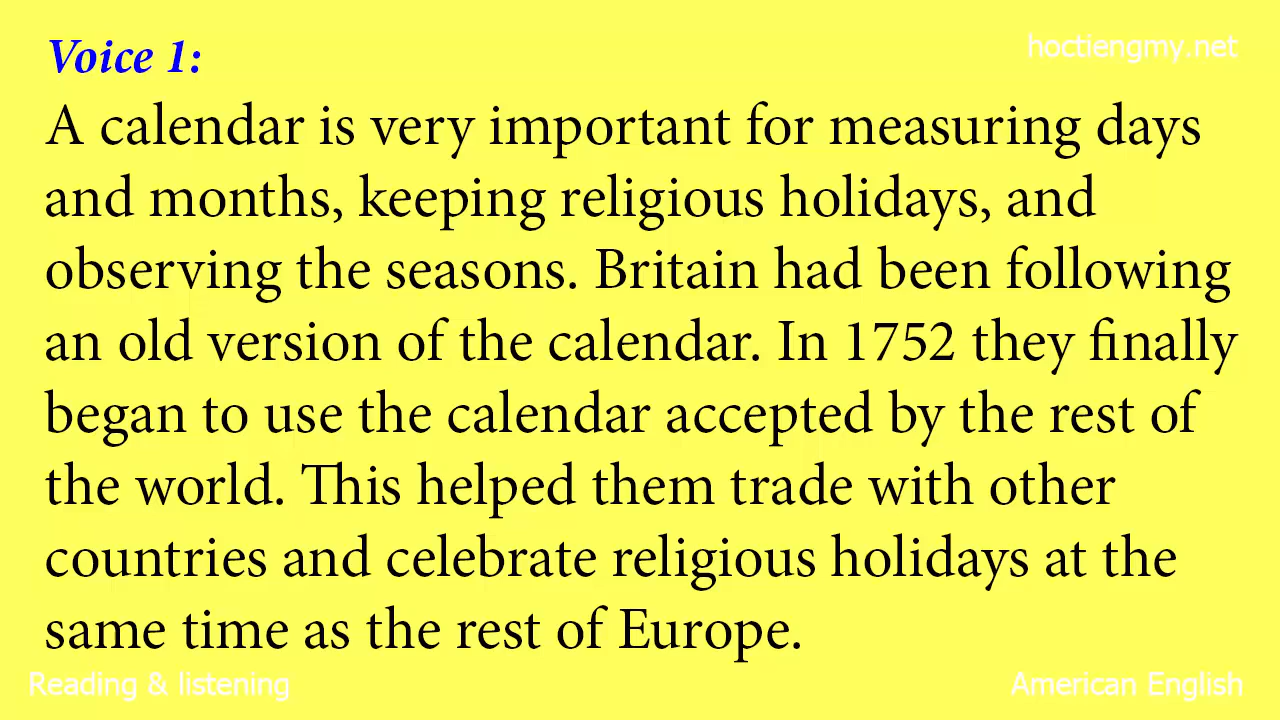 Voice 1:
hoctiengmy.net
A calendar is very important for measuring days
and months, keeping religious holidays, and
observing the seasons. Britain had been following
an old version of the calendar. In 1752 they finally
began to use the calendar accepted by the rest of
the world. This helped them trade with other
countries and celebrate religious holidays at the
same time as the rest of Europe.
Reading & listening
American English